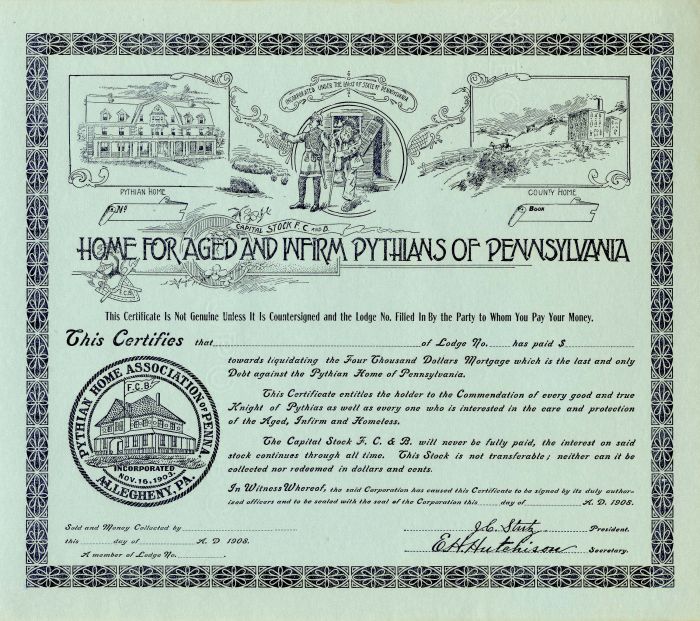 INCORPORATED UNDER THE LAWS OF STATE OF PENNSYLVANIA
PYTHIAN HOME
COUNTY HOME
No
Book
CAPITAL STOCK F. C. AND B.
HOME FOR AGED AND INFIRM PYTHIANS OF PENNSYLVANIA
This Certificate Is Not Genuine Unless It Is Countersigned and the Lodge No. Filled In By the Party to Whom You Pay Your Money.
This Certifies that of Lodge No. has paid $
towards liquidating the Four Thousand Dollars Mortgage which is the last and only
Debt against the Pythian Home of Pennsylvania.
This Certificate entitles the holder to the Commendation of every good and true
Knight of Pythias as well as every one who is interested in the care and protection
of the Aged, Infirm and Homeless.
The Capital Stock F. C. & B. will never be fully paid, the interest on said
stock continues through all time. This Stock is not transferable; neither can it be
collected nor redeemed in dollars and cents.
In Witness Whereof, the said Corporation has caused this Certificate to be signed by its duly author-
ized officers and to be sealed with the seal of the Corporation this day of A. D. 1908.
PYTHIAN HOME ASSOCIATION OF PENNA.
F.C.B.
INCORPORATED
NOV. 16, 1903.
ALLEGHENY, PA.
Sold and Money Collected by
this day of A. D 1908.
A member of Lodge No.
J.C. President.
E.H. Hutchison Secretary.